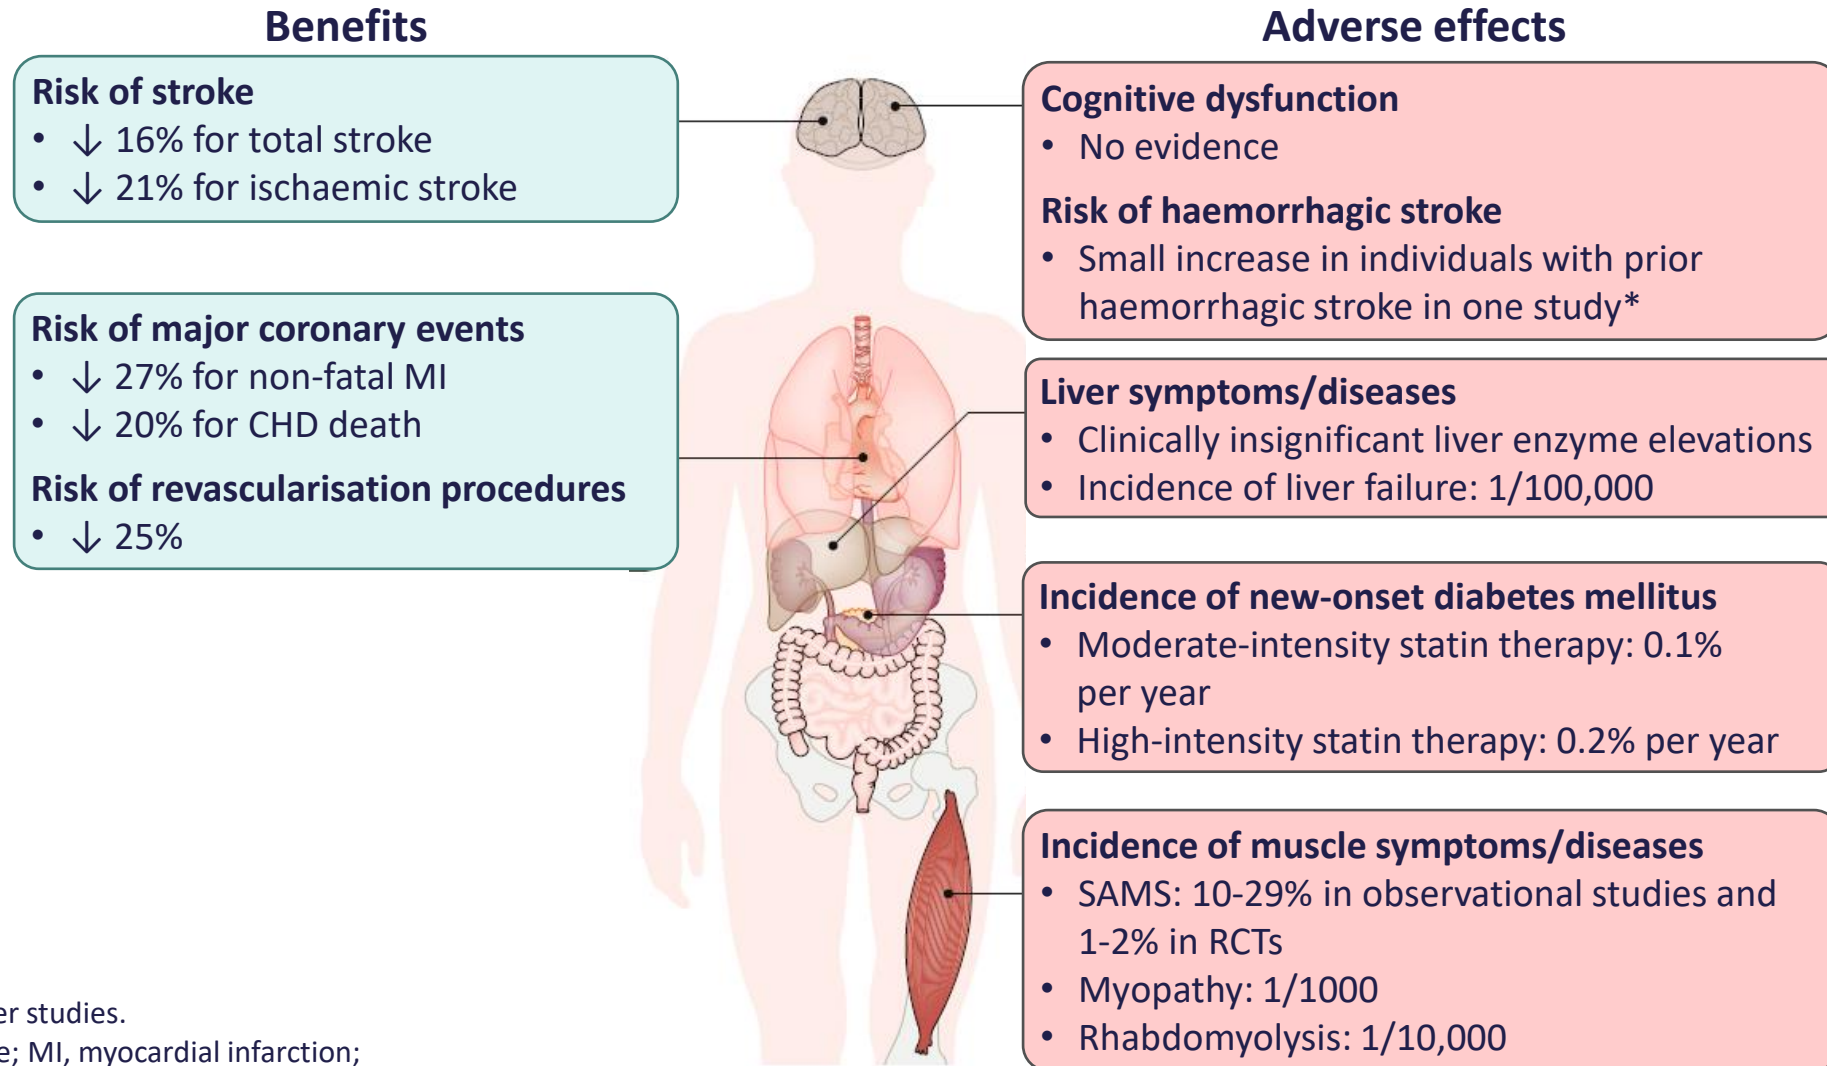 Benefits
Risk of stroke
• ↓ 16% for total stroke
• ↓ 21% for ischaemic stroke
Risk of major coronary events
• ↓ 27% for non-fatal MI
• ↓ 20% for CHD death
Risk of revascularisation procedures
• ↓ 25%
Adverse effects
Cognitive dysfunction
• No evidence
Risk of haemorrhagic stroke
• Small increase in individuals with prior
haemorrhagic stroke in one study*
Liver symptoms/diseases
• Clinically insignificant liver enzyme elevations
• Incidence of liver failure: 1/100,000
Incidence of new-onset diabetes mellitus
• Moderate-intensity statin therapy: 0.1%
per year
• High-intensity statin therapy: 0.2% per year
Incidence of muscle symptoms/diseases
• SAMS: 10-29% in observational studies and
1-2% in RCTs
• Myopathy: 1/1000
• Rhabdomyolysis: 1/10,000
studies.
MI, myocardial infarction;